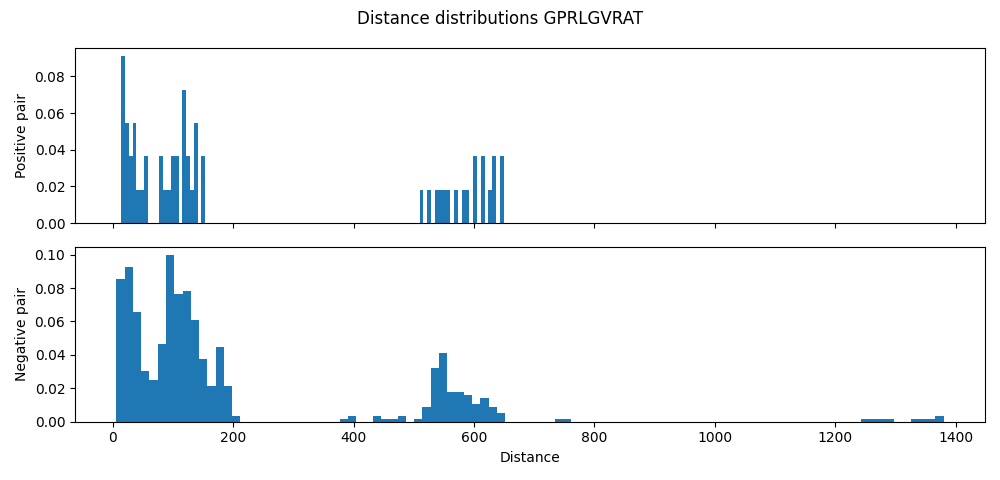 Distance distributions GPRLGVRAT
0.08
0.06
0.04
0.02
0.00
Positive pair
0.10
0.08
0.06
0.04
0.02
0.00
Negative pair
0 200 400 600 800 1000 1200 1400
Distance